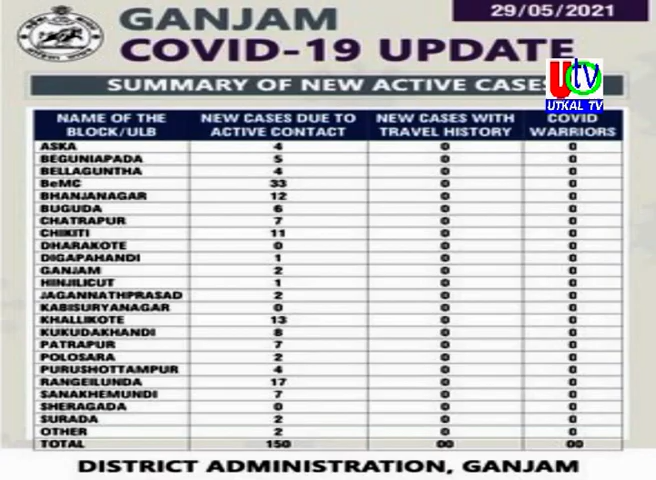 29/05/2021
GANJAM
COVID-19 UPDATE
SUMMARY OF NEW ACTIVE CASE
UTV
UTKAL TV
NAME OF THE BLOCK/ULB NEW CASES DUE TO ACTIVE CONTACT NEW CASES WITH TRAVEL HISTORY COVID WARRIORS
ASKA 4 0 0
BEGUNIAPADA 5 0 0
BELLAGUNTHA 4 0 0
BeMC 33 0 0
BHANJANAGAR 12 0 0
BUGUDA 6 0 0
CHATRAPUR 7 0 0
CHIKITI 11 0 0
DHARAKOTE 0 0 0
DIGAPAHANDI 1 0 0
GANJAM 2 0 0
HINJILICUT 1 0 0
JAGANNATHPRASAD 2 0 0
KABISURYANAGAR 0 0 0
KHALLIKOTE 13 0 0
KUKUDAKHANDI 8 0 0
PATRAPUR 7 0 0
POLOSARA 2 0 0
PURUSHOTTAMPUR 4 0 0
RANGEILUNDA 17 0 0
SANAKHEMUNDI 7 0 0
SHERAGADA 0 0 0
SURADA 2 0 0
OTHER 2 0 0
TOTAL 150 00 00
DISTRICT ADMINISTRATION, GANJAM